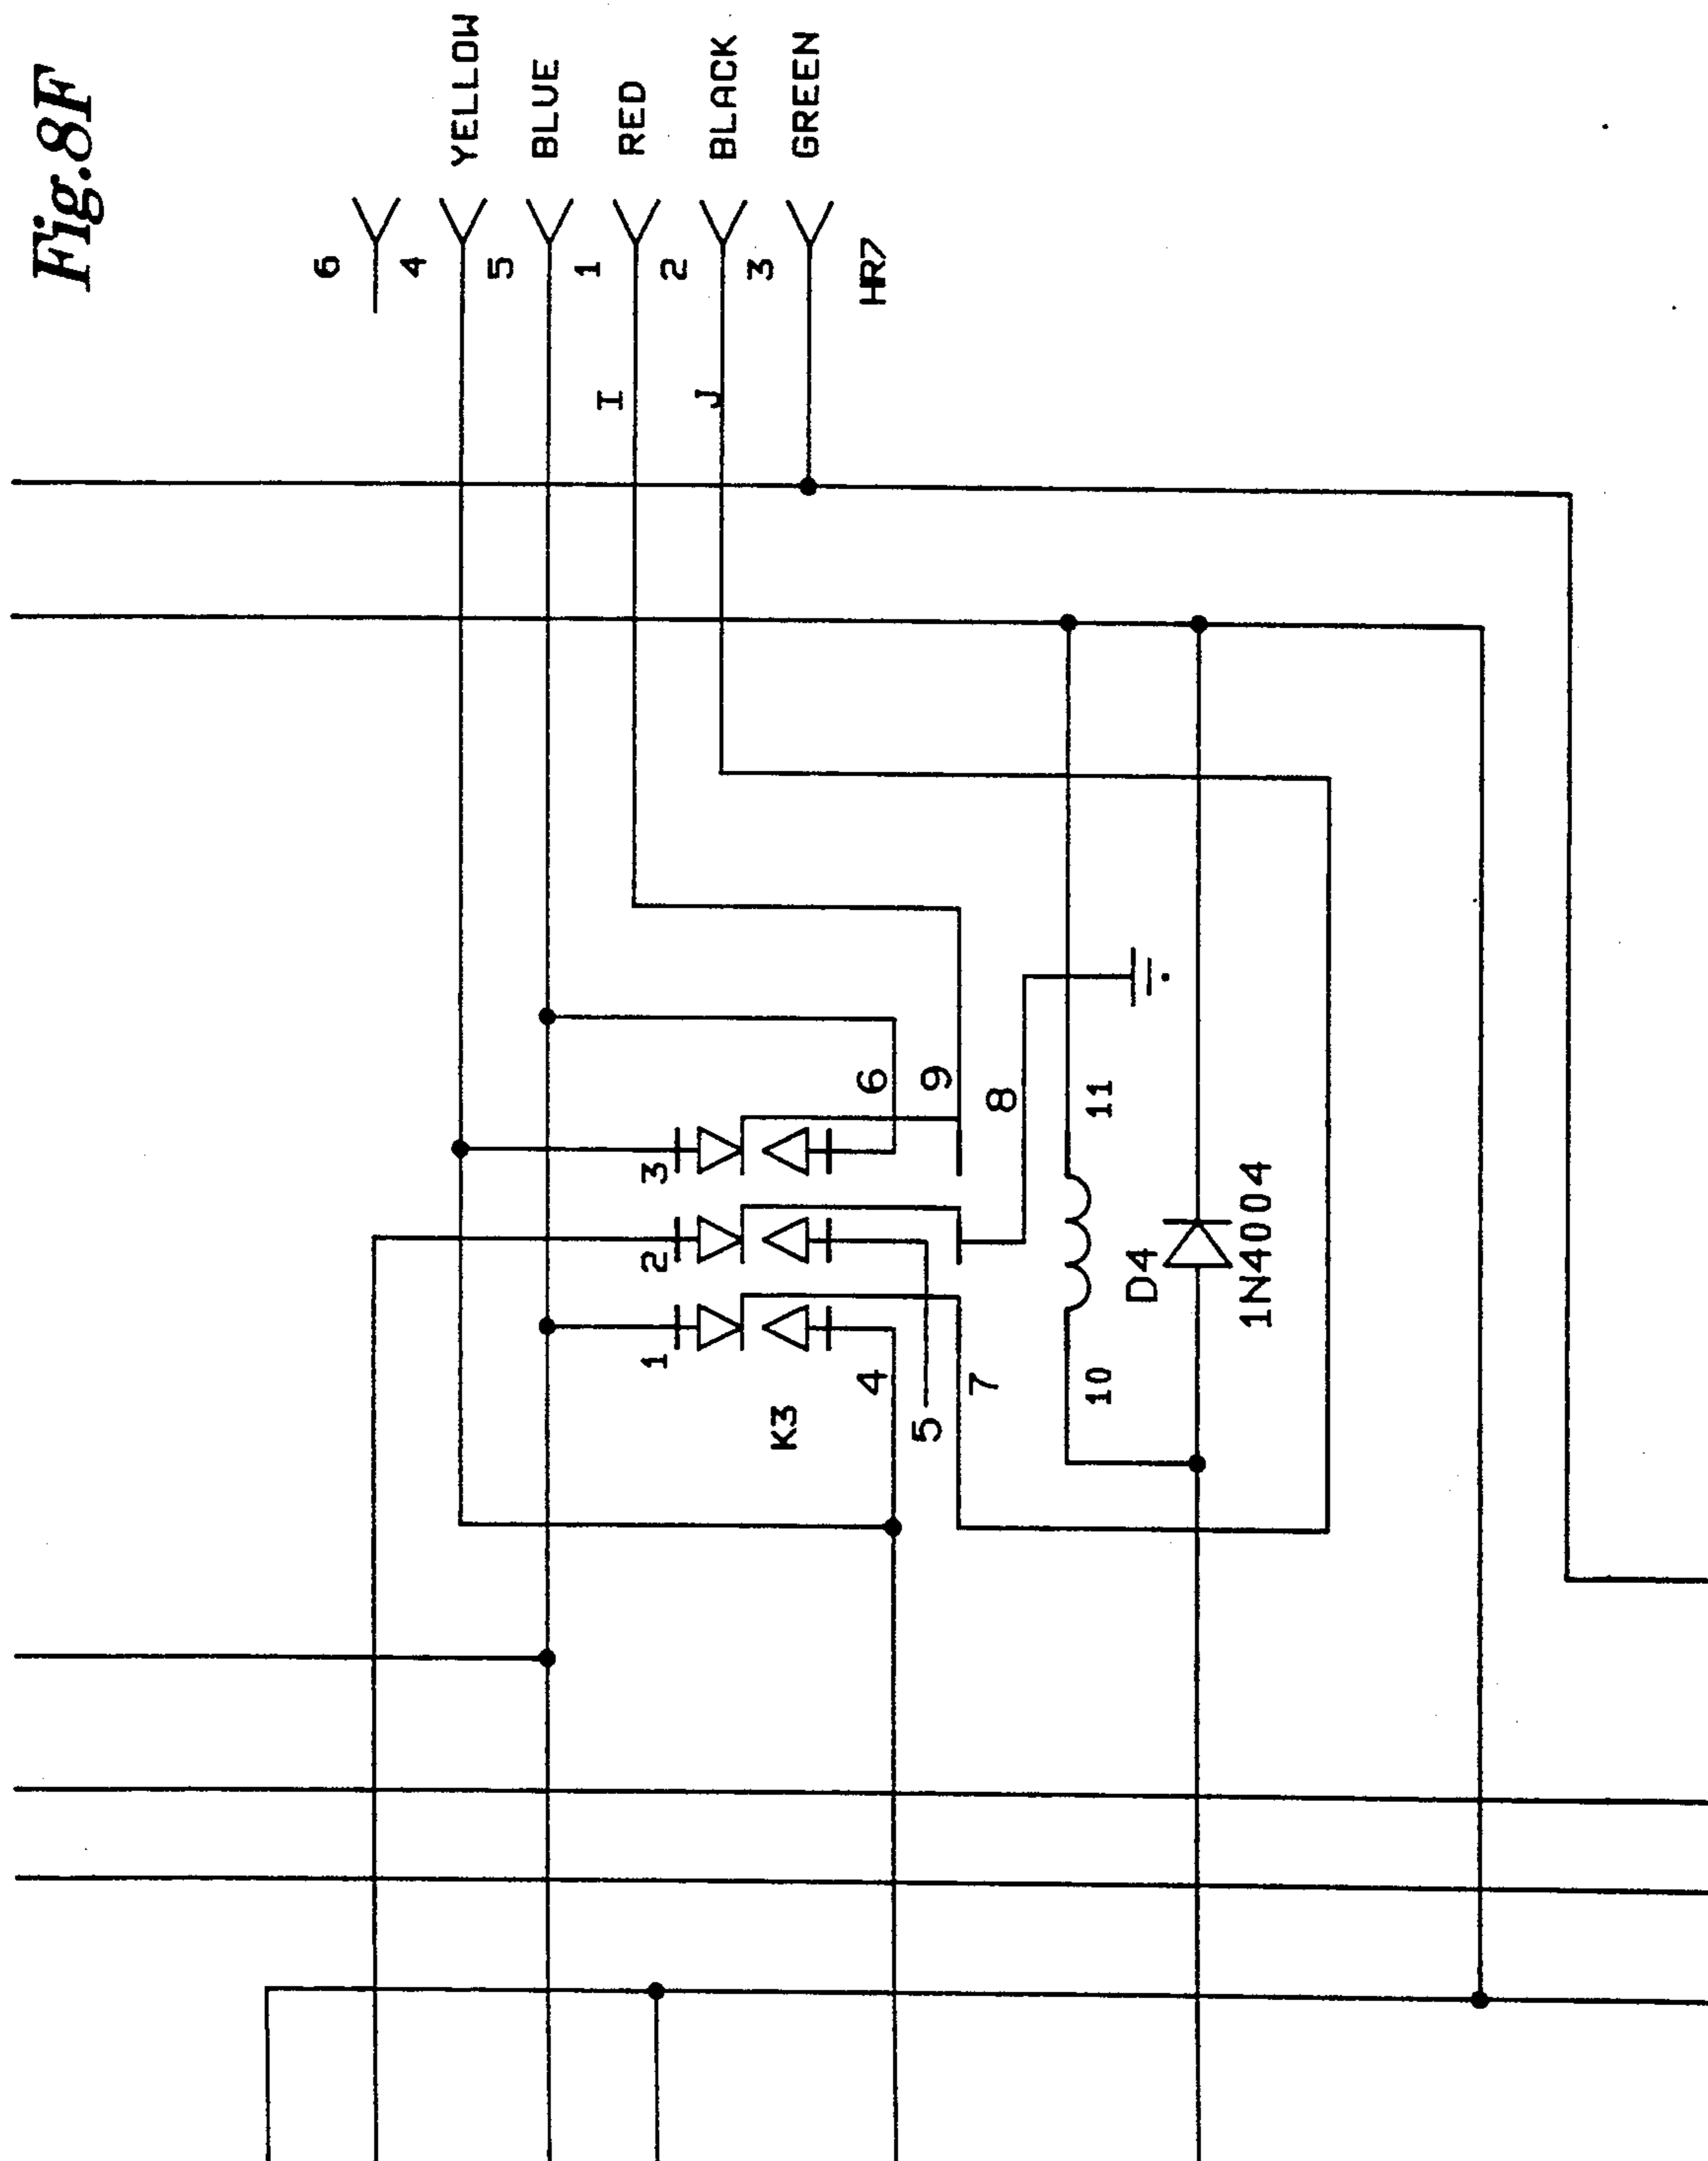 Fig.8F
6
4 YELLOW
5 BLUE
1 RED
2 BLACK
3 GREEN
HR7
I
J
3
6
9
2
8
11
1
4
5
7
10
K3
D4
1N4004